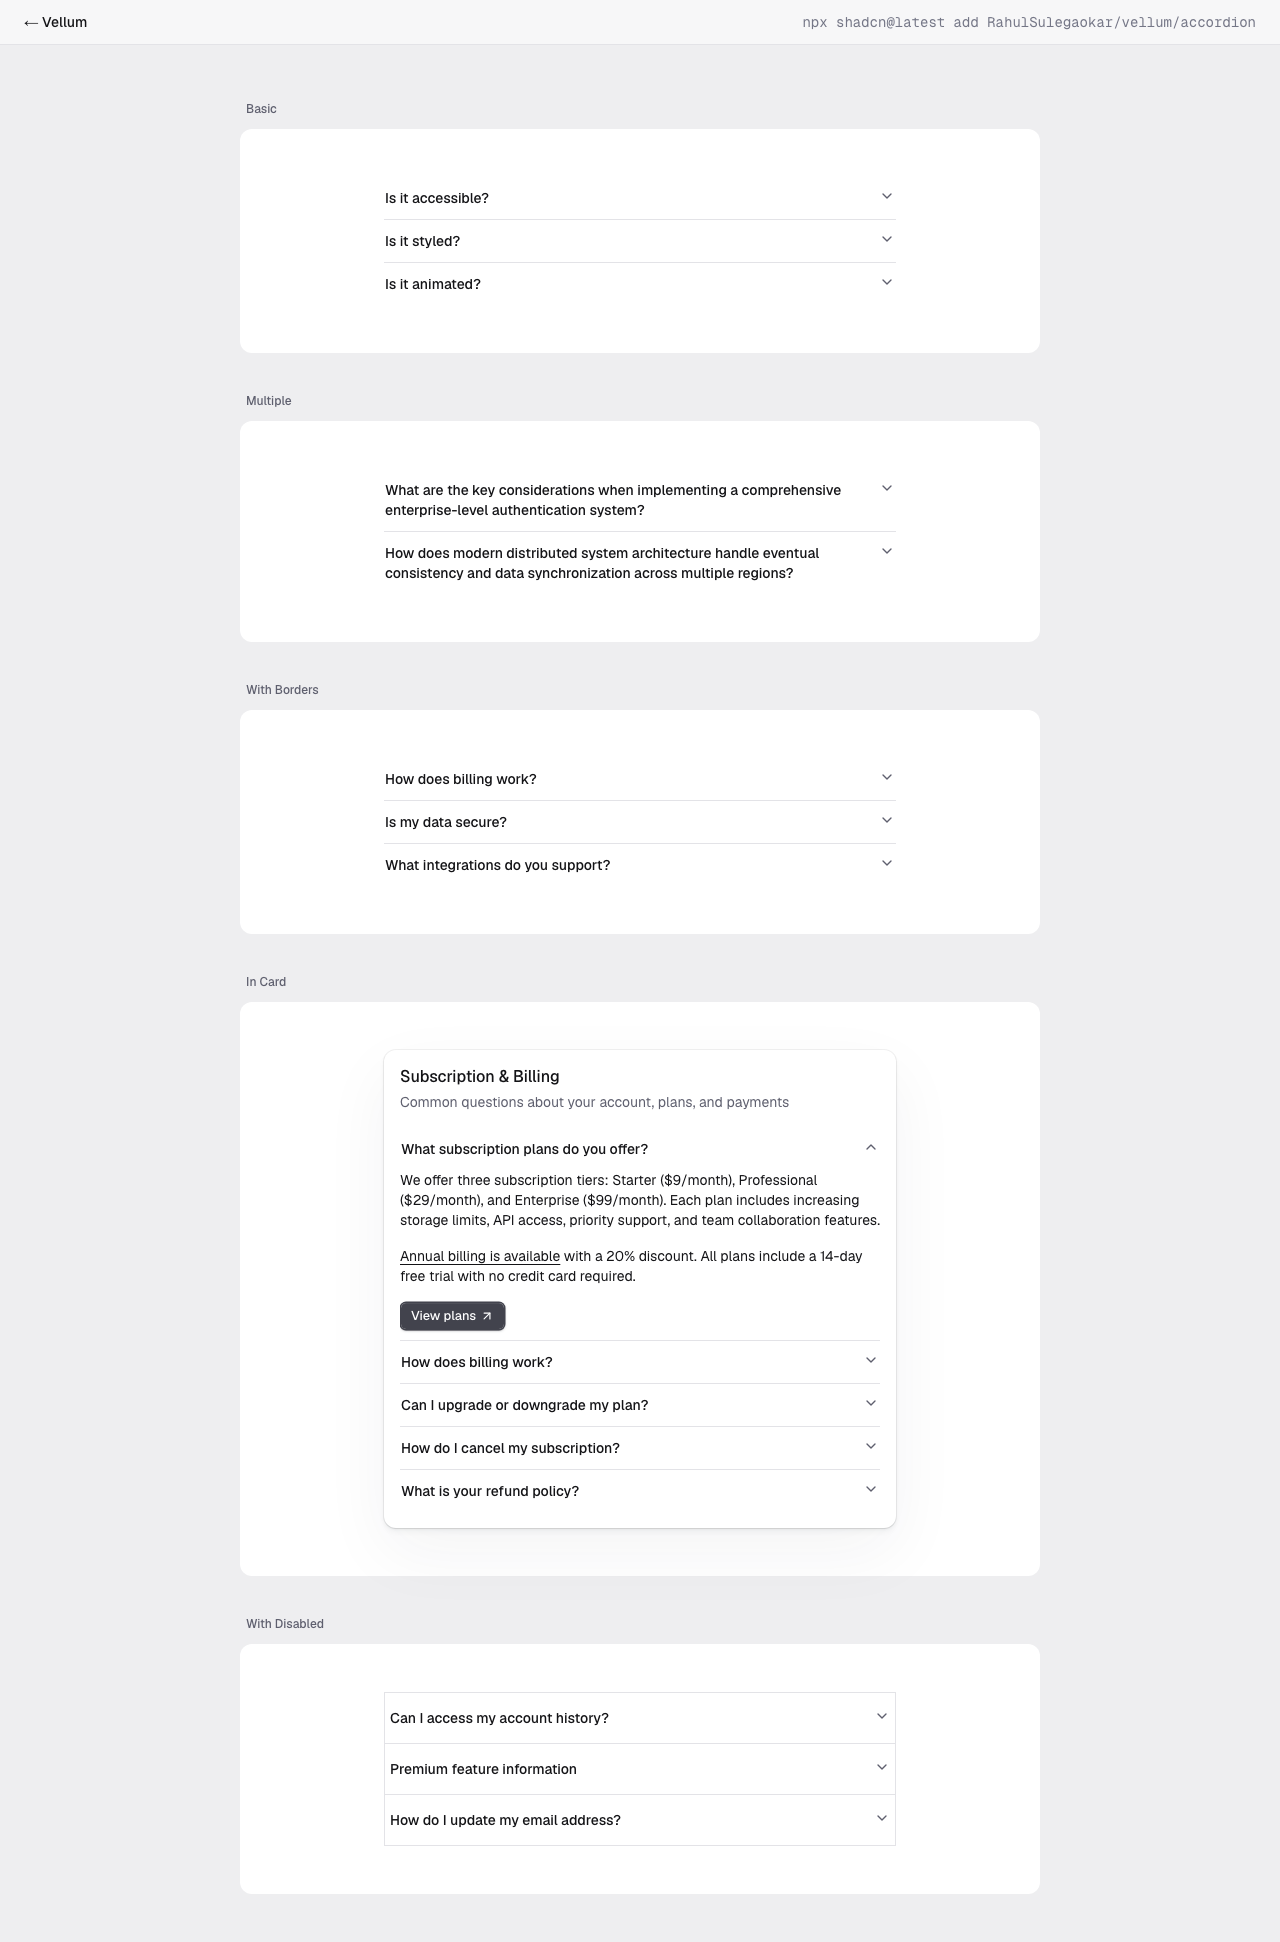 ← Vellum
npx shadcn@latest add RahulSulegaokar/vellum/accordion
Basic
Is it accessible?
Is it styled?
Is it animated?
Multiple
What are the key considerations when implementing a comprehensive
enterprise-level authentication system?
How does modern distributed system architecture handle eventual
consistency and data synchronization across multiple regions?
With Borders
How does billing work?
Is my data secure?
What integrations do you support?
In Card
Subscription & Billing
Common questions about your account, plans, and payments
What subscription plans do you offer?
We offer three subscription tiers: Starter ($9/month), Professional
($29/month), and Enterprise ($99/month). Each plan includes increasing
storage limits, API access, priority support, and team collaboration features.
Annual billing is available with a 20% discount. All plans include a 14-day
free trial with no credit card required.
View plans
How does billing work?
Can I upgrade or downgrade my plan?
How do I cancel my subscription?
What is your refund policy?
With Disabled
Can I access my account history?
Premium feature information
How do I update my email address?